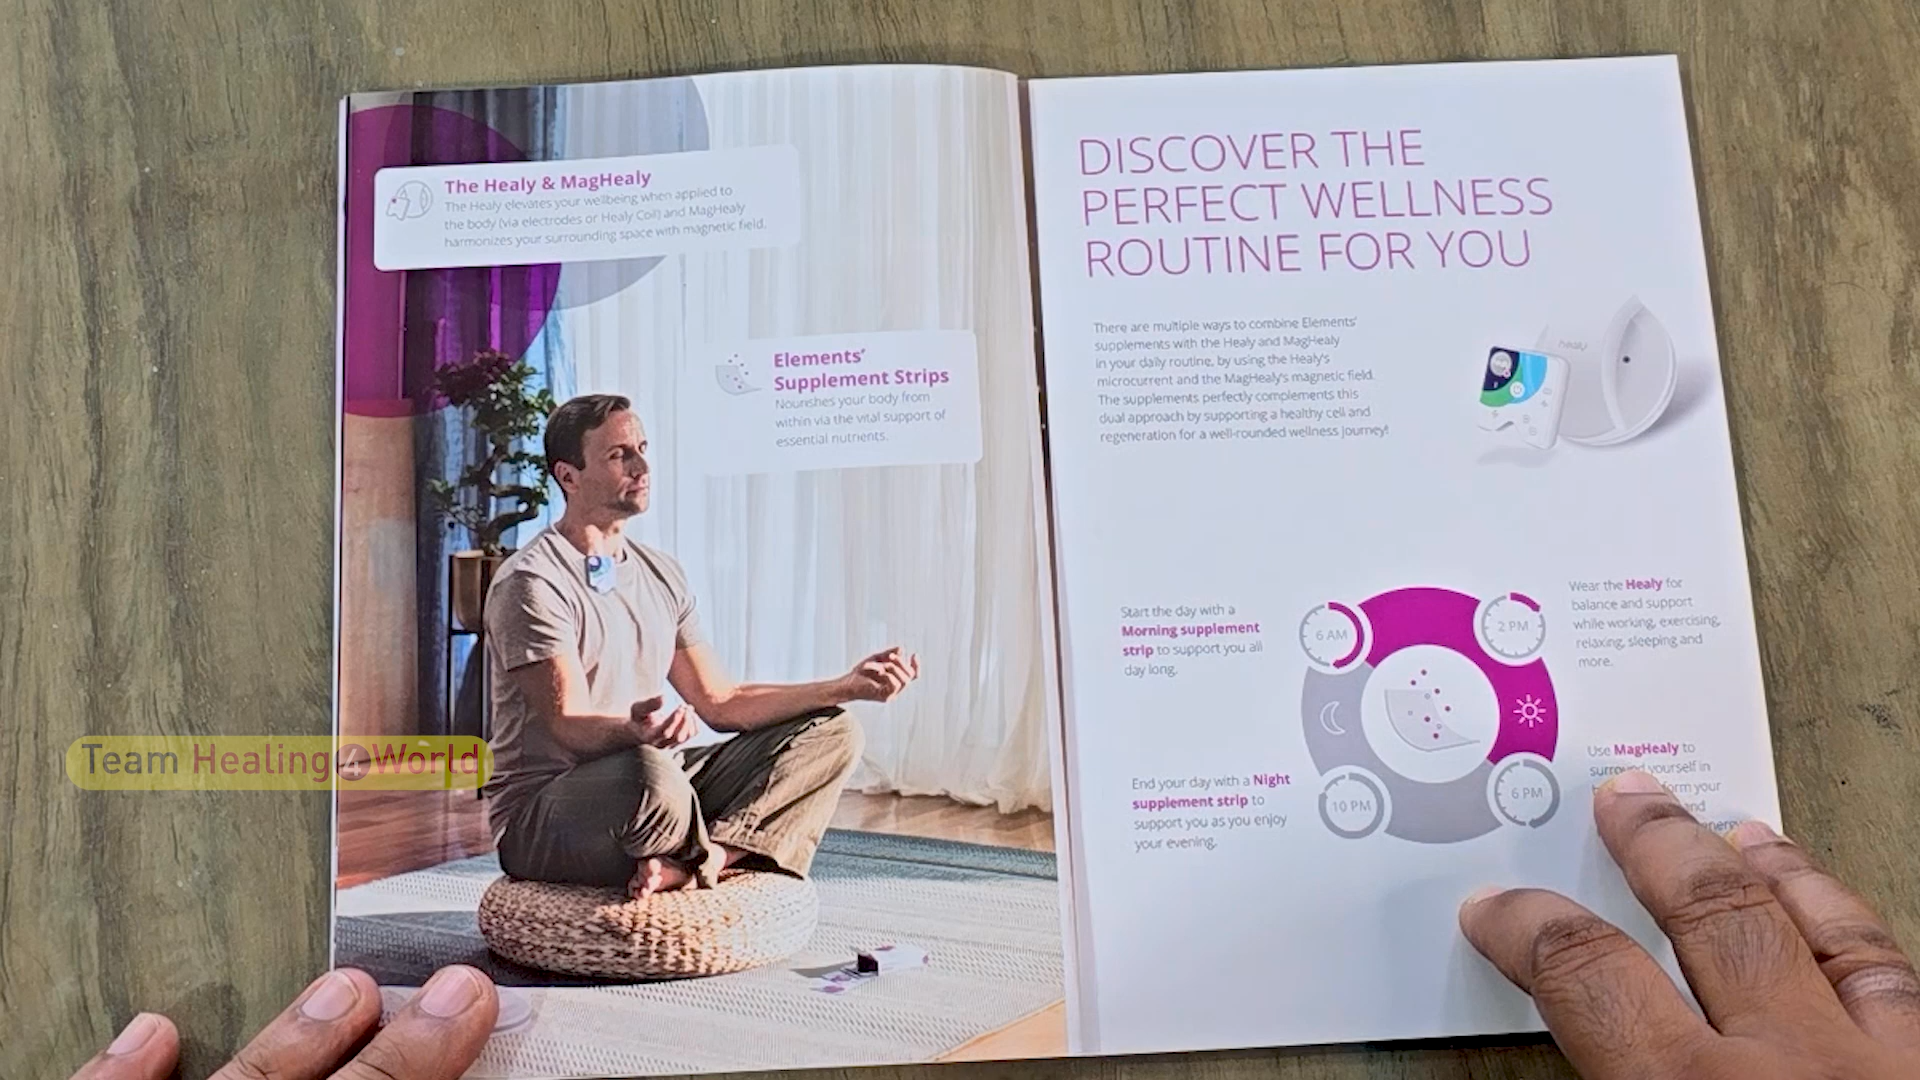 The Healy & MagHealy
The Healy elevates your wellbeing when applied to
the body (via electrodes or Healy Coil) and MagHealy
harmonizes your surrounding space with magnetic field.
Elements'
Supplement Strips
Nourishes your body from
within via the vital support of
essential nutrients.
Team Healing4World
DISCOVER THE
PERFECT WELLNESS
ROUTINE FOR YOU
There are multiple ways to combine Elements'
supplements with the Healy and MagHealy
in your daily routine, by using the Healy's
microcurrent and the MagHealy's magnetic field.
The supplements perfectly complements this
dual approach by supporting a healthy cell and
regeneration for a well-rounded wellness journey!
healy
Start the day with a
Morning supplement
strip to support you all
day long.
6 AM
2 PM
Wear the Healy for
balance and support
while working, exercising,
relaxing, sleeping and
more.
End your day with a Night
supplement strip to
support you as you enjoy
your evening.
10 PM
6 PM
Use MagHealy to
surround yourself in
your
and
energy